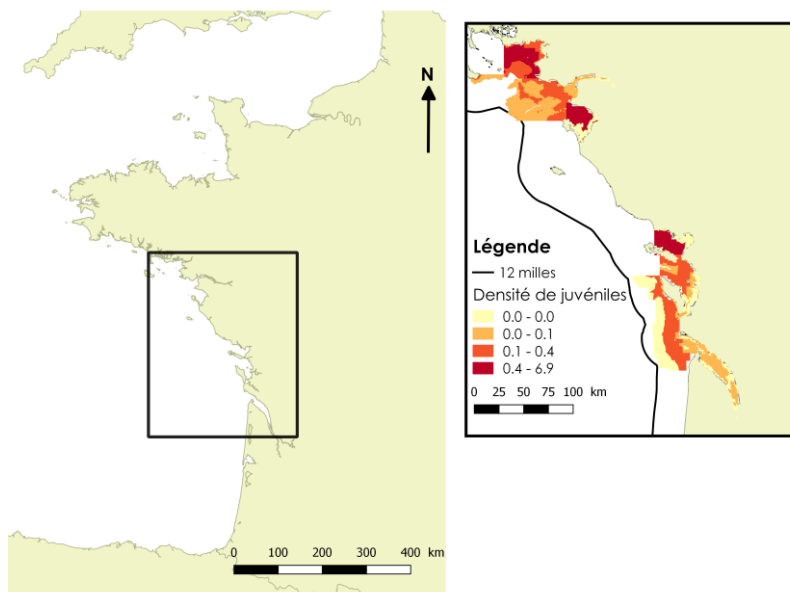 N
0 100 200 300 400 km
Légende
12 milles
Densité de juvéniles
0.0 - 0.0
0.0 - 0.1
0.1 - 0.4
0.4 - 6.9
0 25 50 75 100 km